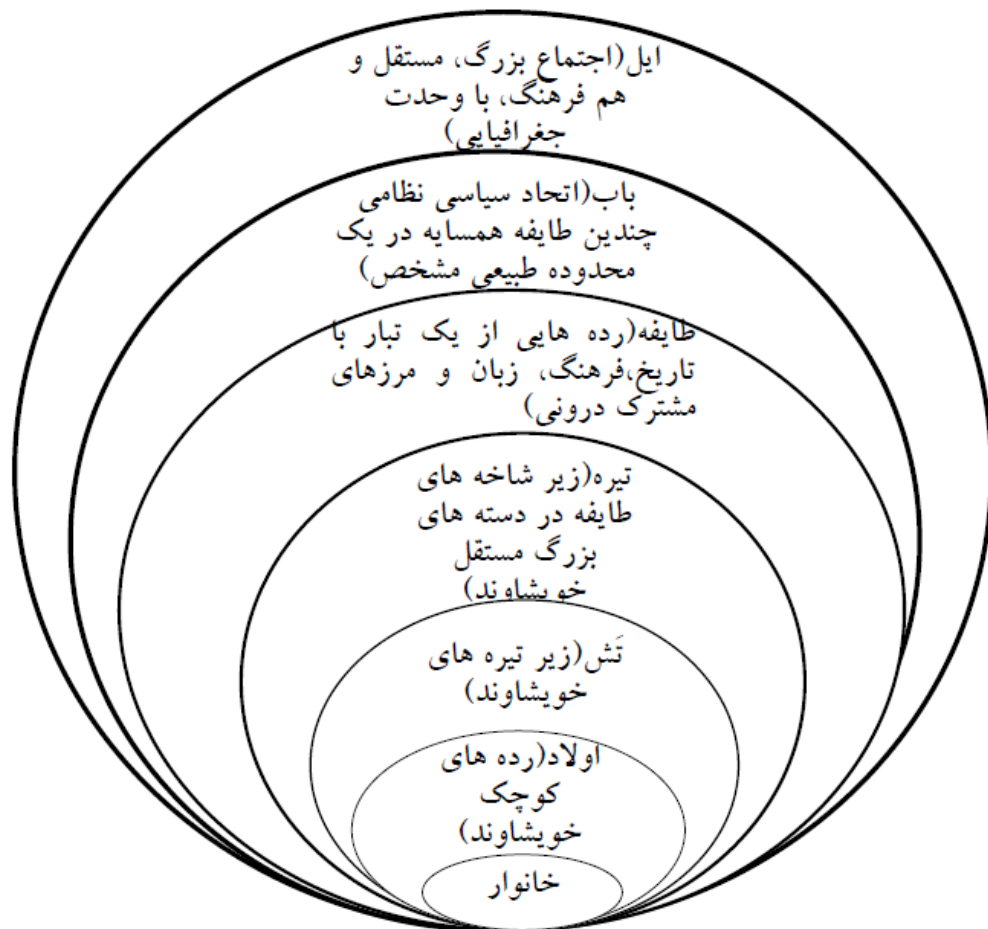 ایل(اجتماع بزرگ، مستقل و
هم فرهنگ، با وحدت
جغرافیایی)
باب(اتحاد سیاسی نظامی
چندین طایفه همسایه در یک
محدوده طبیعی مشخص)
طایفه(رده هایی از یک تبار با
تاریخ،فرهنگ، زبان و مرزهای
مشترک درونی)
تیره(زیر شاخه های
طایفه در دسته های
بزرگ مستقل
خویشاوند)
تَش(زیر تیره های
خویشاوند)
اولاد(رده های
کوچک
خویشاوند)
خانوار